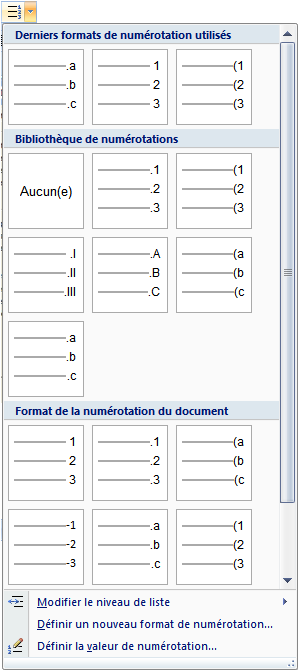 Derniers formats de numérotation utilisés
.a 1 (1
.b 2 (2
.c 3 (3
Bibliothèque de numérotations
Aucun(e)
.1 (1
.2 (2
.3 (3
.I .A (a
.II .B (b
.III .C (c
.a
.b
.c
Format de la numérotation du document
1 .1 (a
2 .2 (b
3 .3 (c
-1 .a (1
-2 .b (2
-3 .c (3
Modifier le niveau de liste
Définir un nouveau format de numérotation...
Définir la valeur de numérotation...